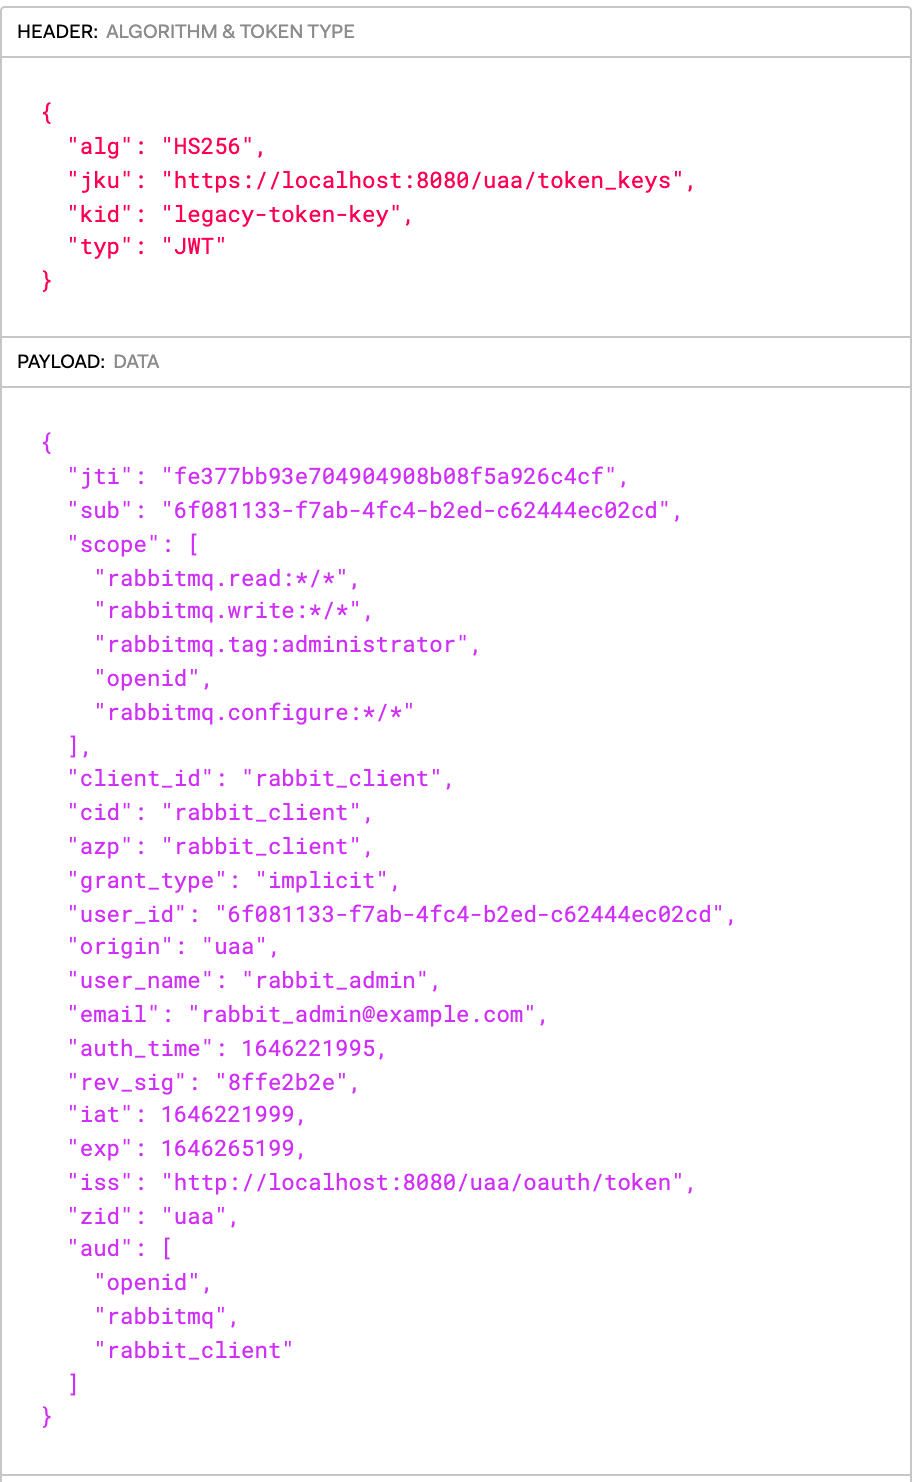 HEADER: ALGORITHM & TOKEN TYPE
{
  "alg": "HS256",
  "jku": "https://localhost:8080/uaa/token_keys",
  "kid": "legacy-token-key",
  "typ": "JWT"
}
PAYLOAD: DATA
{
  "jti": "fe377bb93e704904908b08f5a926c4cf",
  "sub": "6f081133-f7ab-4fc4-b2ed-c62444ec02cd",
  "scope": [
    "rabbitmq.read:*/*",
    "rabbitmq.write:*/*",
    "rabbitmq.tag:administrator",
    "openid",
    "rabbitmq.configure:*/*"
  ],
  "client_id": "rabbit_client",
  "cid": "rabbit_client",
  "azp": "rabbit_client",
  "grant_type": "implicit",
  "user_id": "6f081133-f7ab-4fc4-b2ed-c62444ec02cd",
  "origin": "uaa",
  "user_name": "rabbit_admin",
  "email": "rabbit_admin@example.com",
  "auth_time": 1646221995,
  "rev_sig": "8ffe2b2e",
  "iat": 1646221999,
  "exp": 1646265199,
  "iss": "http://localhost:8080/uaa/oauth/token",
  "zid": "uaa",
  "aud": [
    "openid",
    "rabbitmq",
    "rabbit_client"
  ]
}